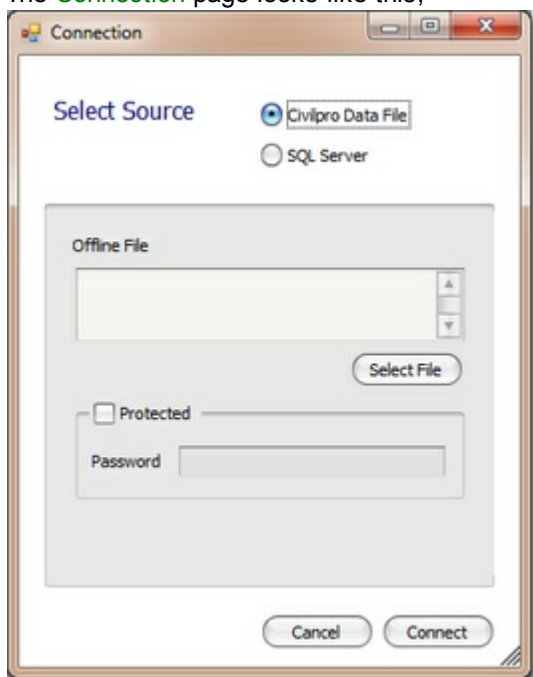 The Connection page looks like this;
Connection
Select Source
Civilpro Data File
SQL Server
Offline File
Select File
Protected
Password
Cancel
Connect